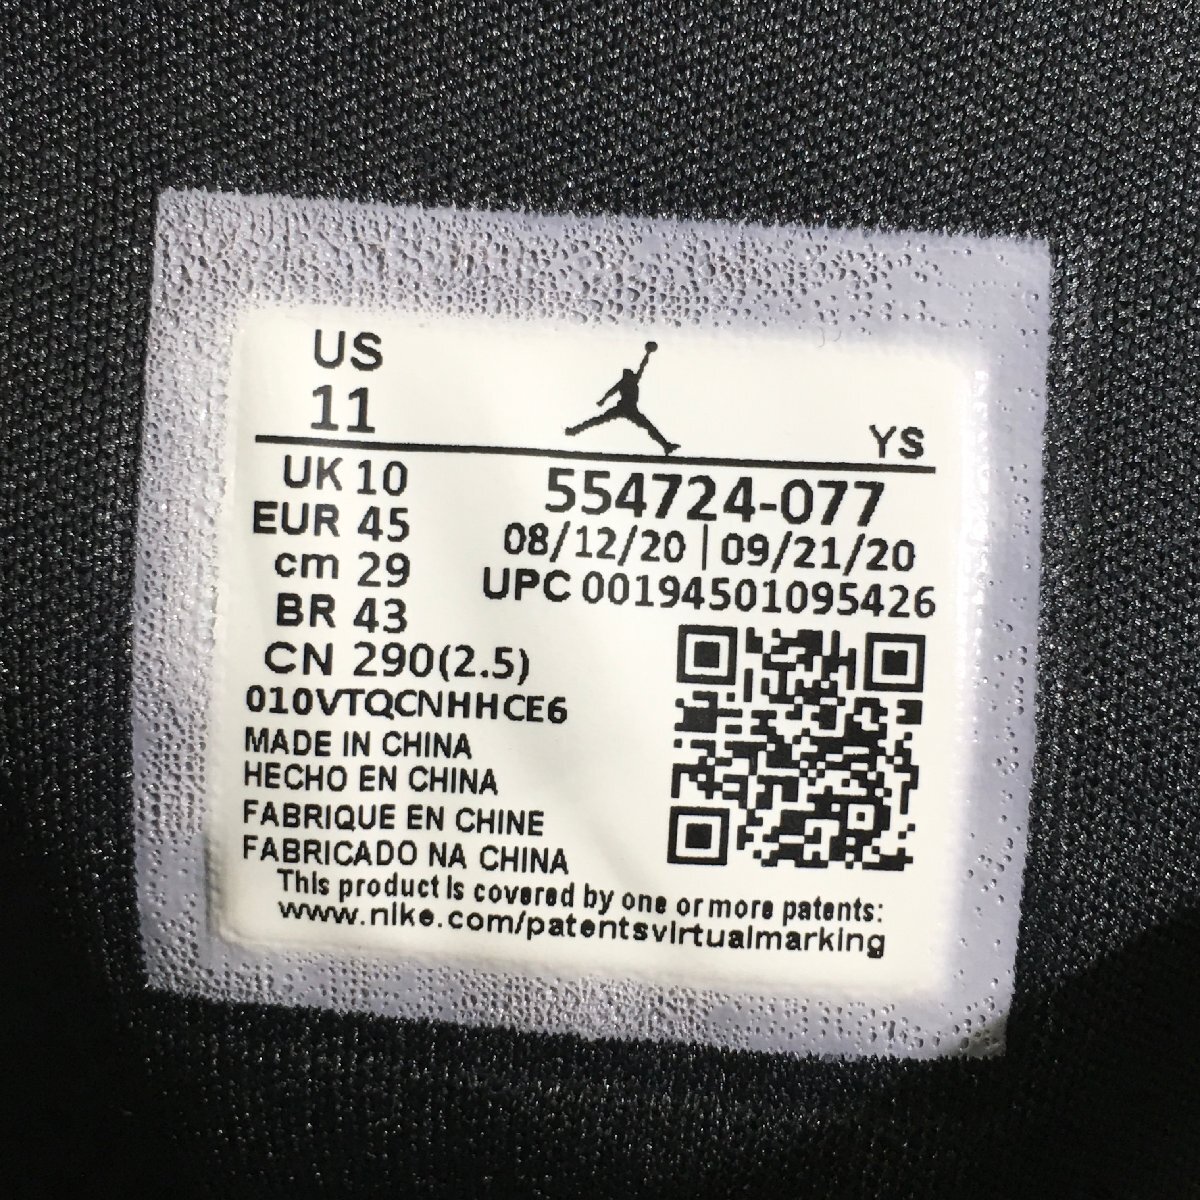 US
11
YS
UK 10
EUR 45
cm 29
BR 43
CN 290(2.5)
554724-077
08/12/20 | 09/21/20
UPC 00194501095426
010VTQCNHHCE6
MADE IN CHINA
HECHO EN CHINA
FABRIQUE EN CHINE
FABRICADO NA CHINA
This product is covered by one or more patents:
www.nike.com/patentsvirtualmarking